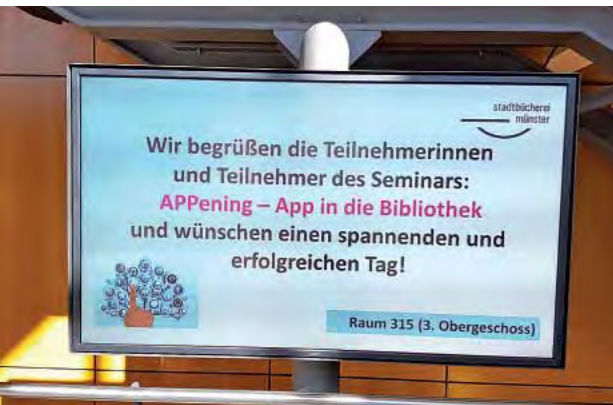 stadtbücherei
münster
Wir begrüßen die Teilnehmerinnen
und Teilnehmer des Seminars:
APPening – App in die Bibliothek
und wünschen einen spannenden und
erfolgreichen Tag!
Raum 315 (3. Obergeschoss)